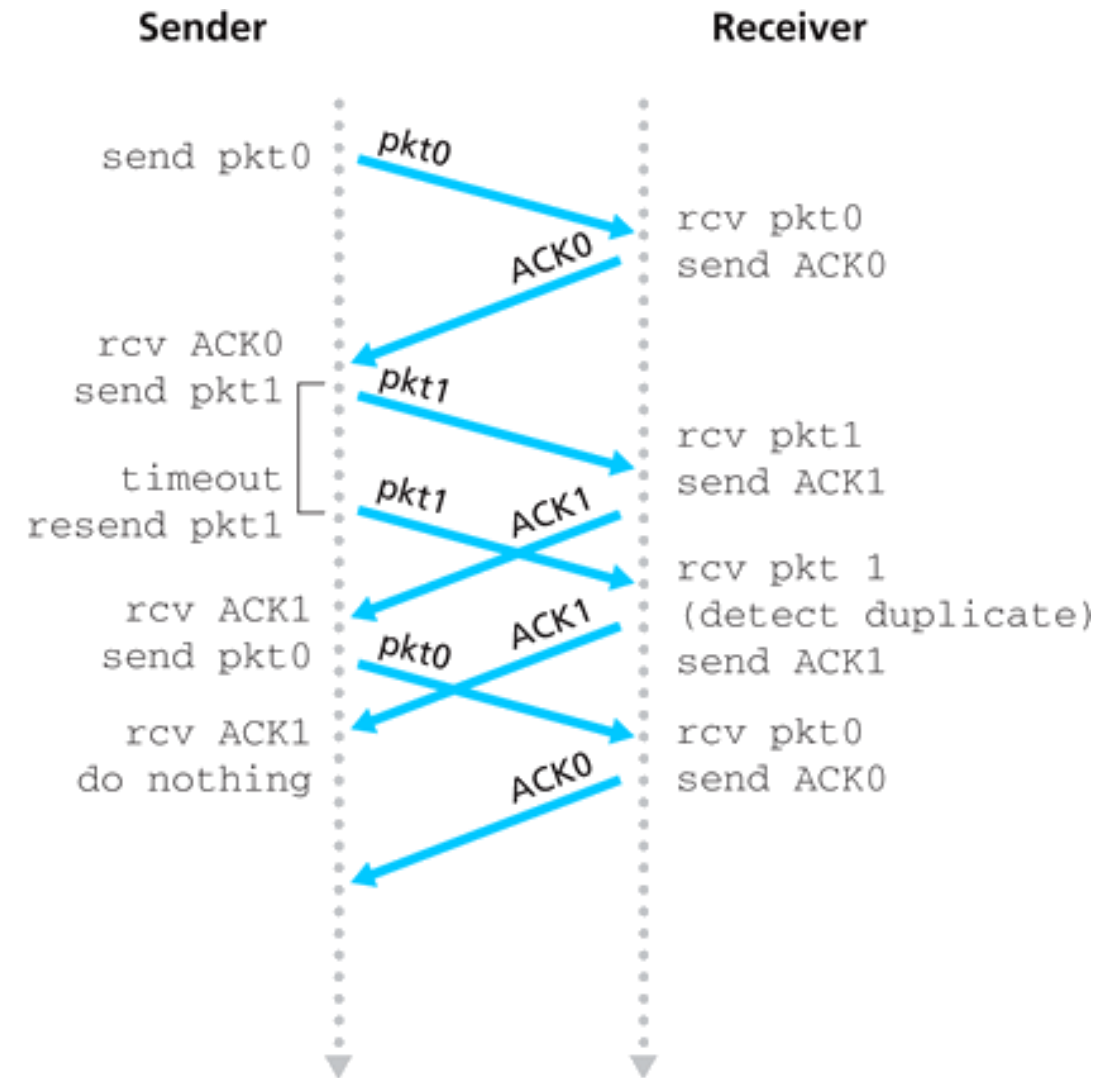 Sender
Receiver
send pkt0
pkt0
rcv pkt0
ACK0
send ACK0
rcv ACK0
send pkt1
pkt1
rcv pkt1
timeout
send ACK1
pkt1
ACK1
resend pkt1
rcv pkt 1
rcv ACK1
(detect duplicate)
ACK1
send pkt0
pkt0
send ACK1
rcv ACK1
rcv pkt0
do nothing
ACK0
send ACK0